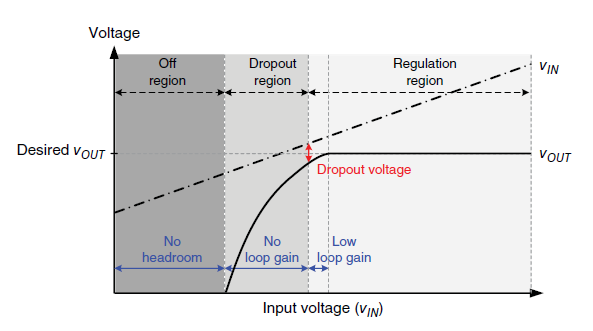 Voltage
Off region
Dropout region
Regulation region
vIN
Desired vOUT
vOUT
Dropout voltage
No headroom
No loop gain
Low loop gain
Input voltage (vIN)